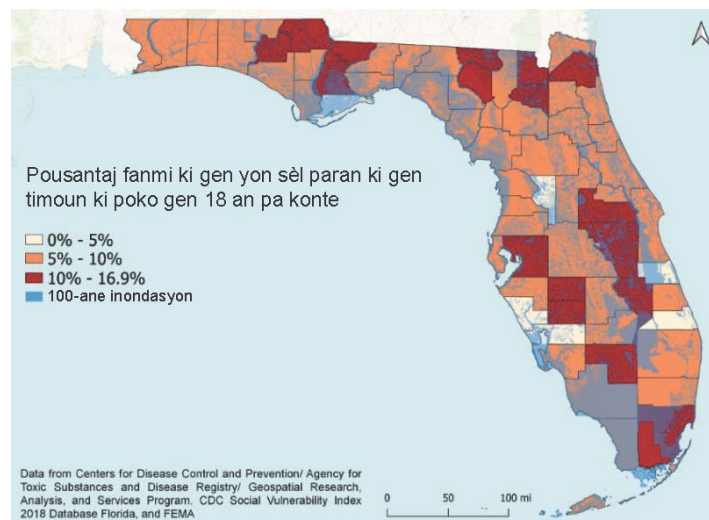 Pousantaj fanmi ki gen yon sèl paran ki gen
timoun ki poko gen 18 an pa konte
0% - 5%
5% - 10%
10% - 16.9%
100-ane inondasyon
Data from Centers for Disease Control and Prevention/ Agency for
Toxic Substances and Disease Registry/ Geospatial Research,
Analysis, and Services Program. CDC Social Vulnerability Index
2018 Database Florida, and FEMA
0 50 100 mi